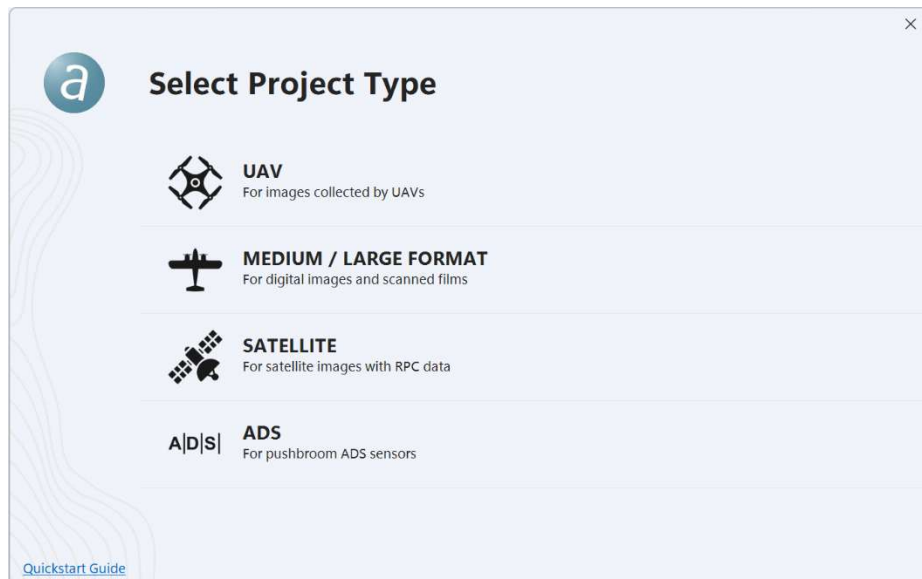 a
Select Project Type
UAV
For images collected by UAVs
MEDIUM / LARGE FORMAT
For digital images and scanned films
SATELLITE
For satellite images with RPC data
A|D|S|
ADS
For pushbroom ADS sensors
Quickstart Guide